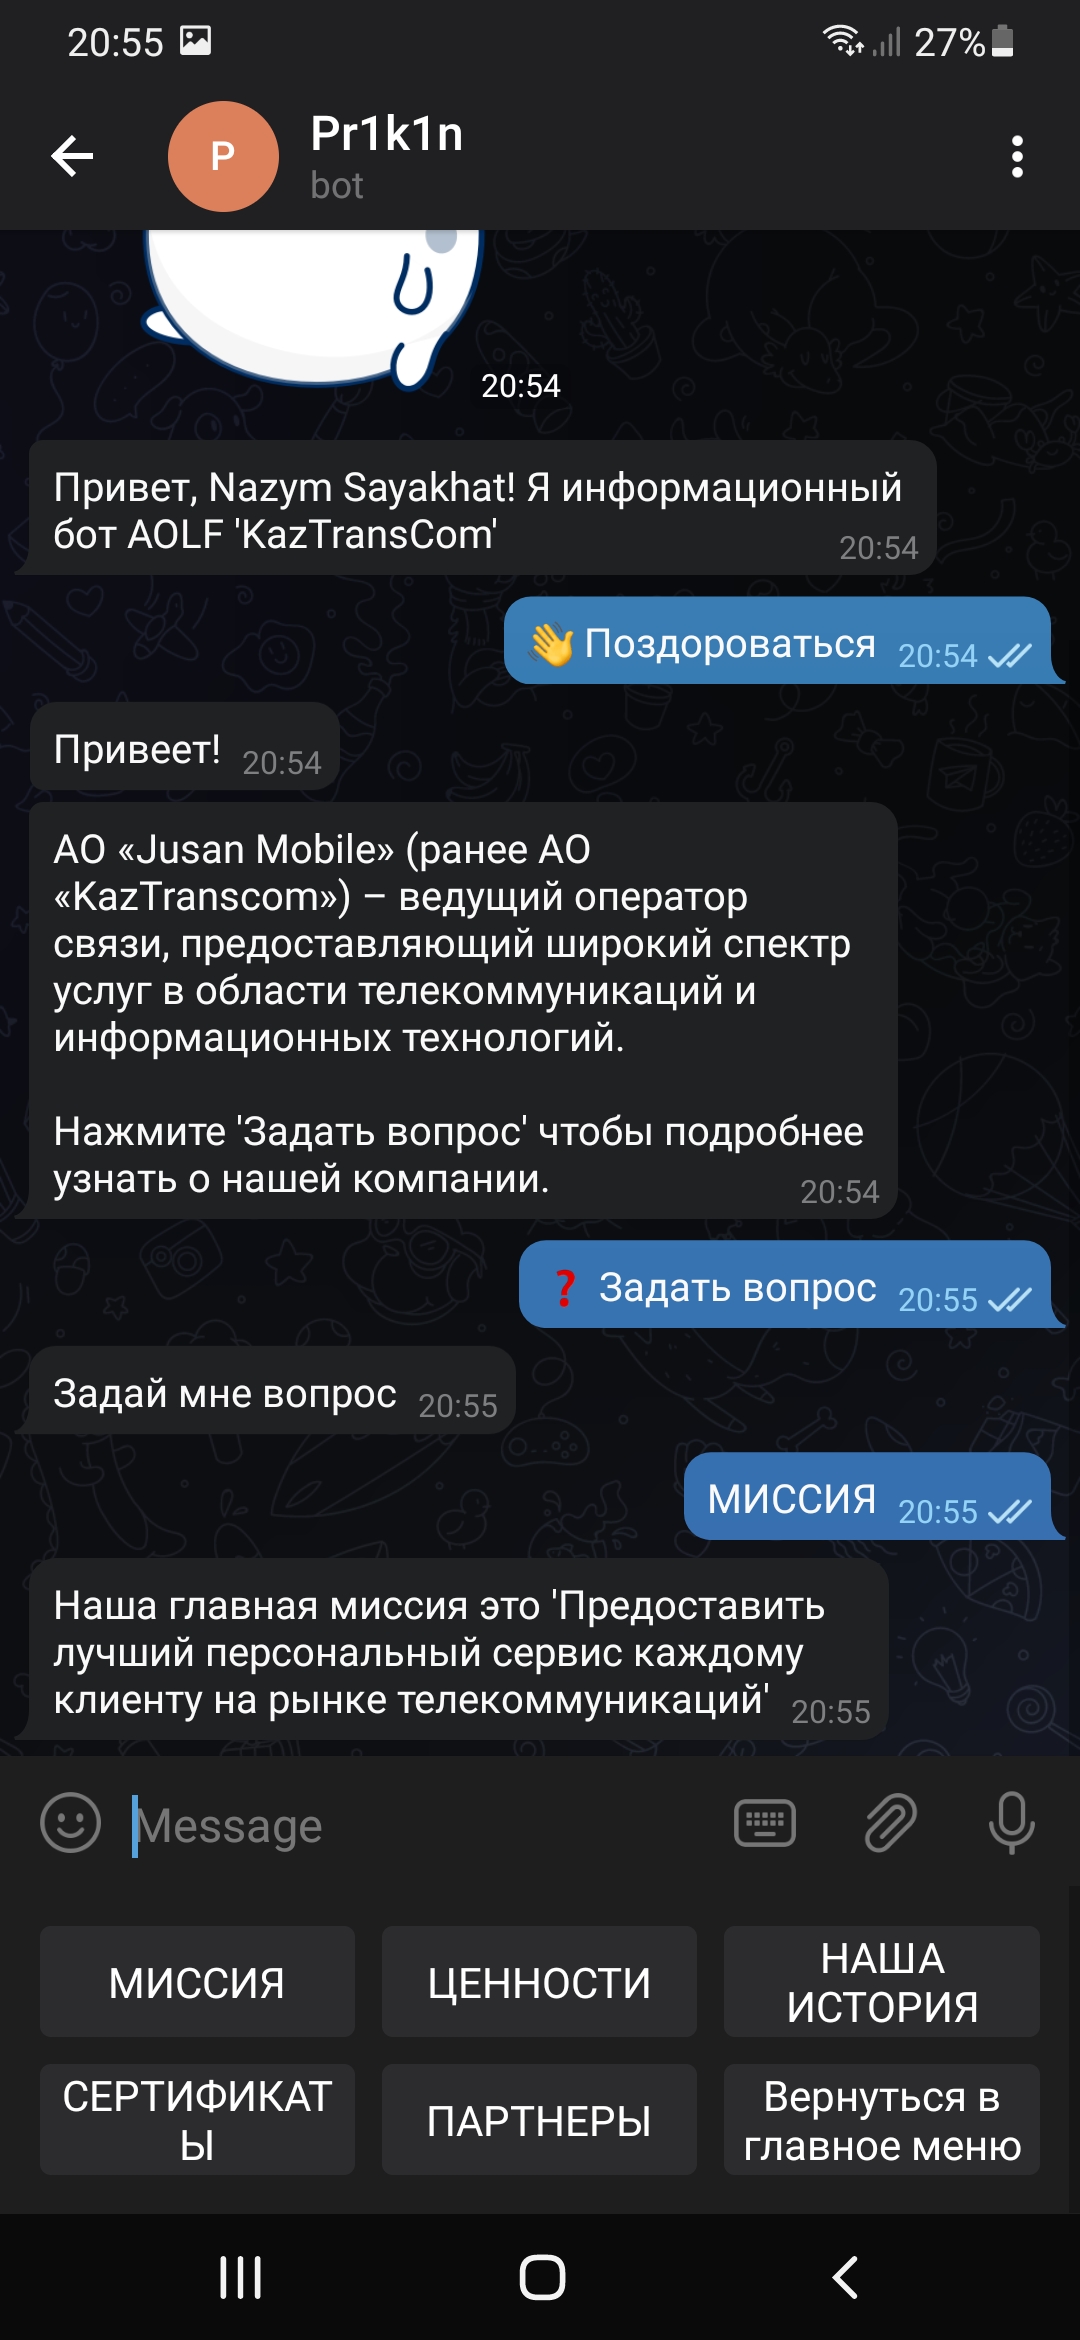 20:55
27%
P
Pr1k1n
bot
20:54
Привет, Nazym Sayakhat! Я информационный
бот AOLF 'KazTransCom'
20:54
👋 Поздороваться 20:54
Привеет! 20:54
АО «Jusan Mobile» (ранее АО
«KazTranscom») – ведущий оператор
связи, предоставляющий широкий спектр
услуг в области телекоммуникаций и
информационных технологий.
Нажмите 'Задать вопрос' чтобы подробнее
узнать о нашей компании.
20:54
❓ Задать вопрос 20:55
Задай мне вопрос 20:55
МИССИЯ 20:55
Наша главная миссия это 'Предоставить
лучший персональный сервис каждому
клиенту на рынке телекоммуникаций' 20:55
Message
МИССИЯ
ЦЕННОСТИ
НАША
ИСТОРИЯ
СЕРТИФИКАТ
Ы
ПАРТНЕРЫ
Вернуться в
главное меню